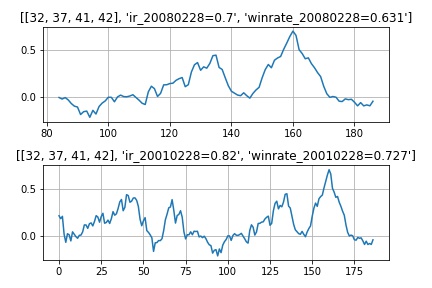 [[32, 37, 41, 42], 'ir_20080228=0.7', 'winrate_20080228=0.631']
0.5
0.0
80 100 120 140 160 180
[[32, 37, 41, 42], 'ir_20010228=0.82', 'winrate_20010228=0.727']
0.5
0.0
0 25 50 75 100 125 150 175